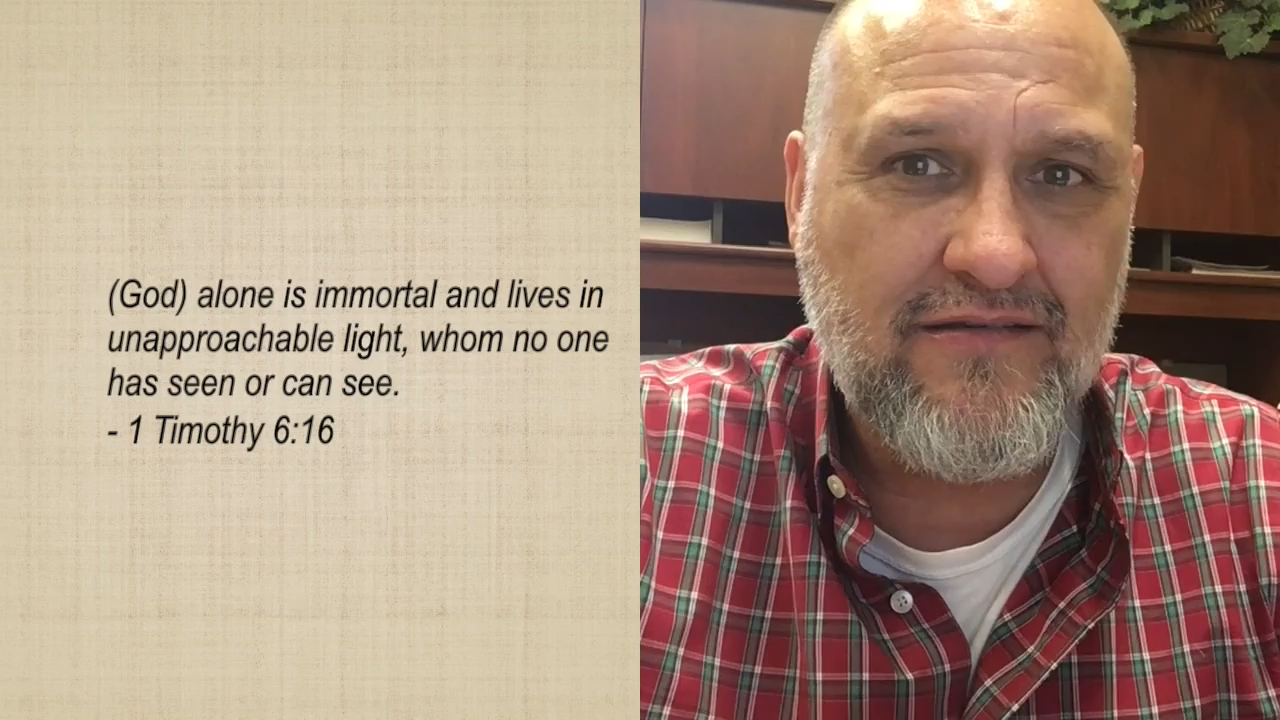 (God) alone is immortal and lives in
unapproachable light, whom no one
has seen or can see.
- 1 Timothy 6:16